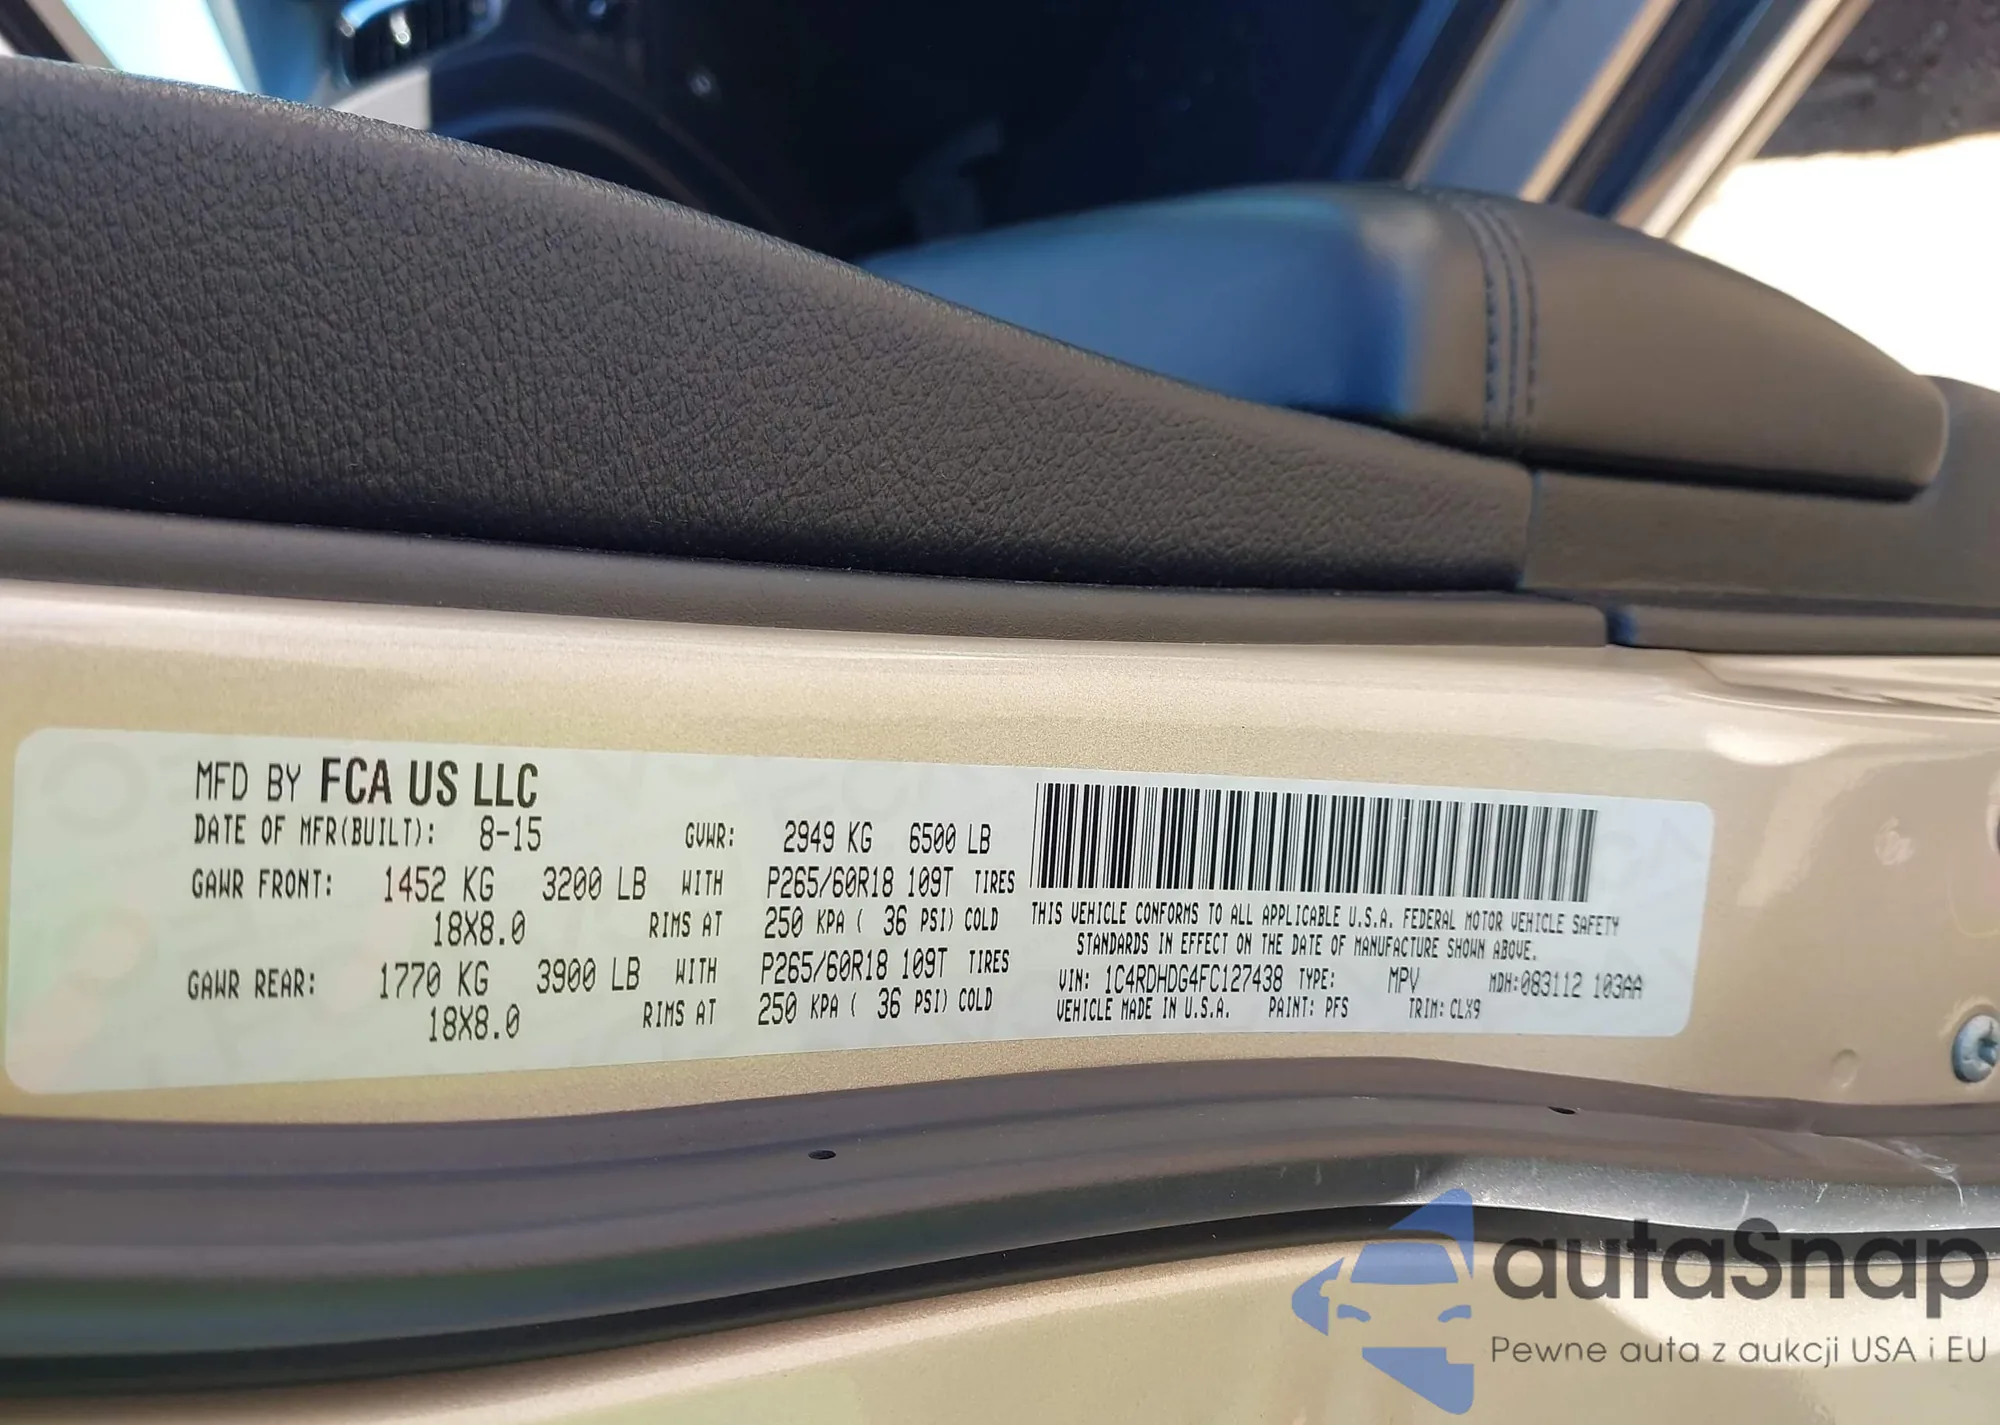 MFD BY FCA US LLC
DATE OF MFR(BUILT): 8-15 GVWR: 2949 KG 6500 LB
GAWR FRONT: 1452 KG 3200 LB WITH P265/60R18 109T TIRES
18X8.0 RIMS AT 250 KPA ( 36 PSI) COLD
GAWR REAR: 1770 KG 3900 LB WITH P265/60R18 109T TIRES
18X8.0 RIMS AT 250 KPA ( 36 PSI) COLD
THIS VEHICLE CONFORMS TO ALL APPLICABLE U.S.A. FEDERAL MOTOR VEHICLE SAFETY
STANDARDS IN EFFECT ON THE DATE OF MANUFACTURE SHOWN ABOVE.
VIN: 1C4RDHDG4FC127438 TYPE: MPV MDH:083112 103AA
VEHICLE MADE IN U.S.A. PAINT: PFS TRIM: CLX9
autaSnap
Pewne auta z aukcji USA i EU